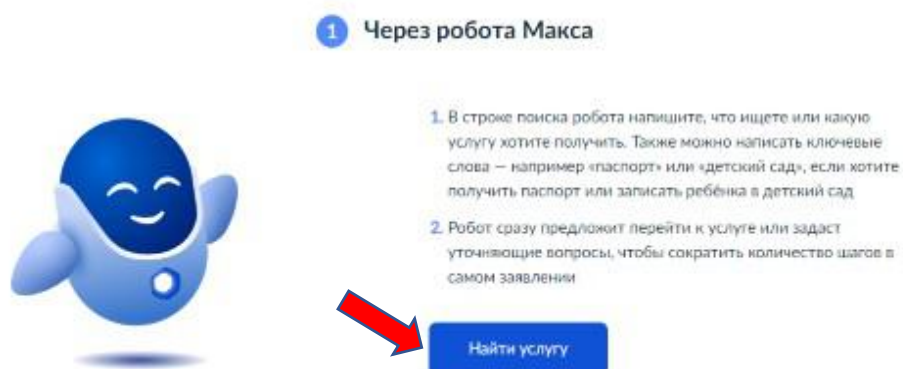 1 Через робота Макса
1. В строке поиска робота напишите, что ищете или какую
услугу хотите получить. Также можно написать ключевые
слова — например «паспорт» или «детский сад», если хотите
получить паспорт или записать ребёнка в детский сад
2. Робот сразу предложит перейти к услуге или задаст
уточняющие вопросы, чтобы сократить количество шагов в
самом заявлении
Найти услугу